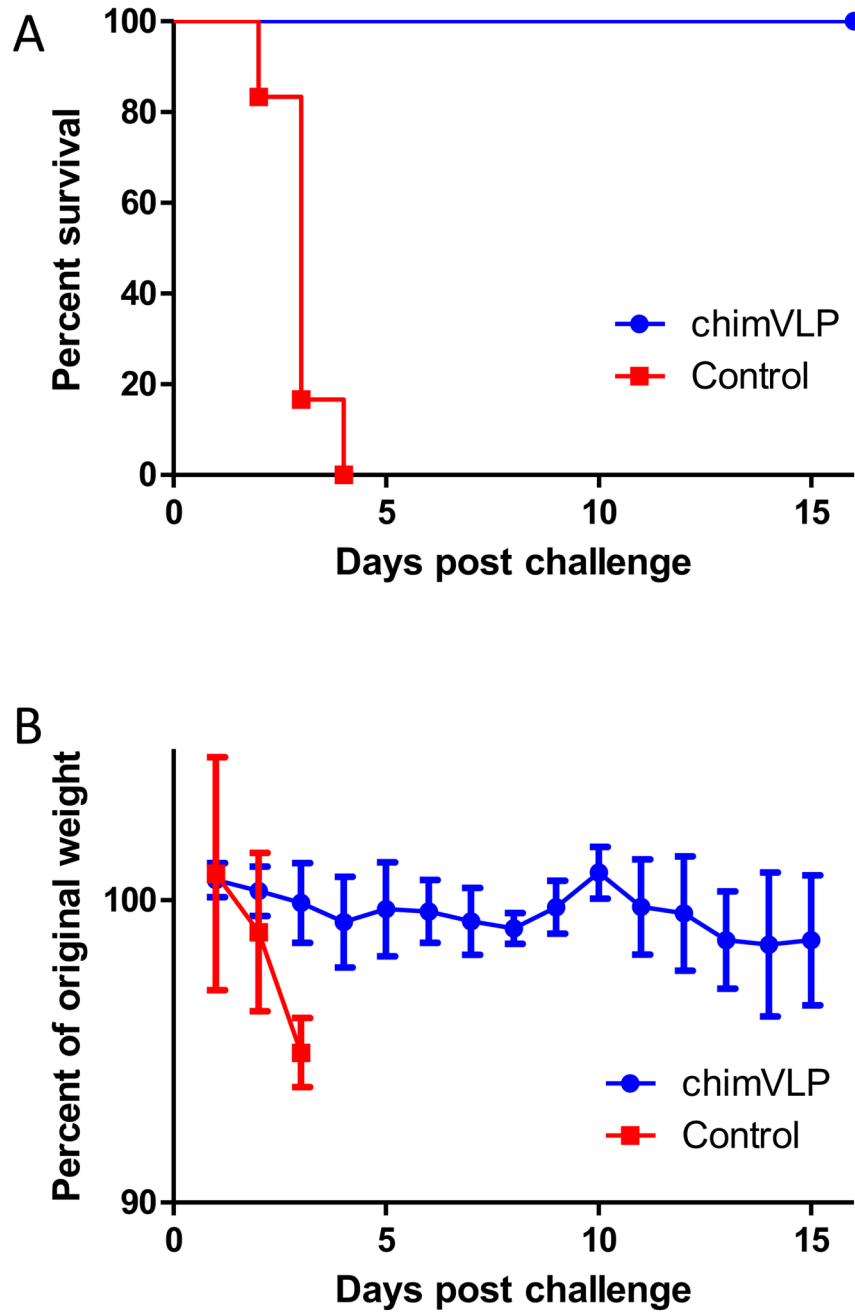 A
Percent survival
100
80
60
40
20
0
chimVLP
Control
0 5 10 15
Days post challenge
B
Percent of original weight
100
90
chimVLP
Control
0 5 10 15
Days post challenge